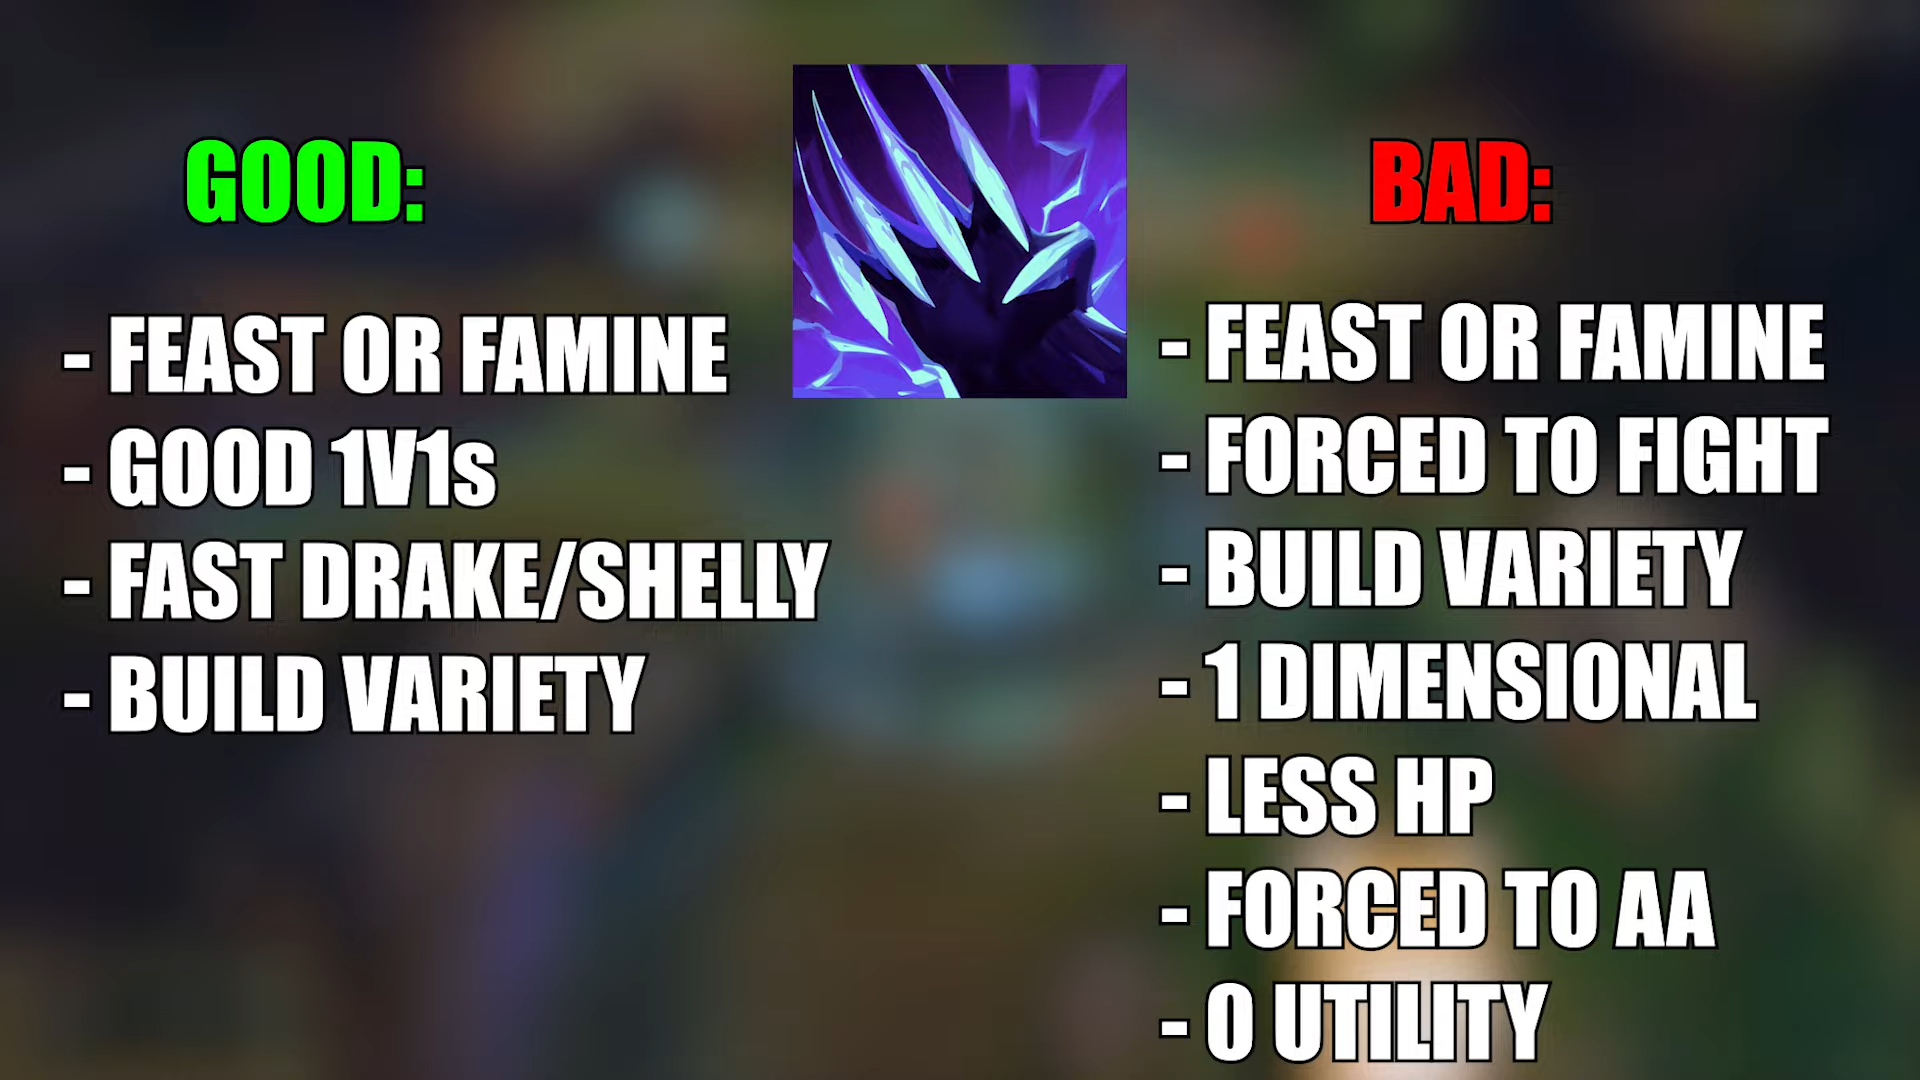 GOOD:
- FEAST OR FAMINE
- GOOD 1V1s
- FAST DRAKE/SHELLY
- BUILD VARIETY
BAD:
- FEAST OR FAMINE
- FORCED TO FIGHT
- BUILD VARIETY
- 1 DIMENSIONAL
- LESS HP
- FORCED TO AA
- 0 UTILITY